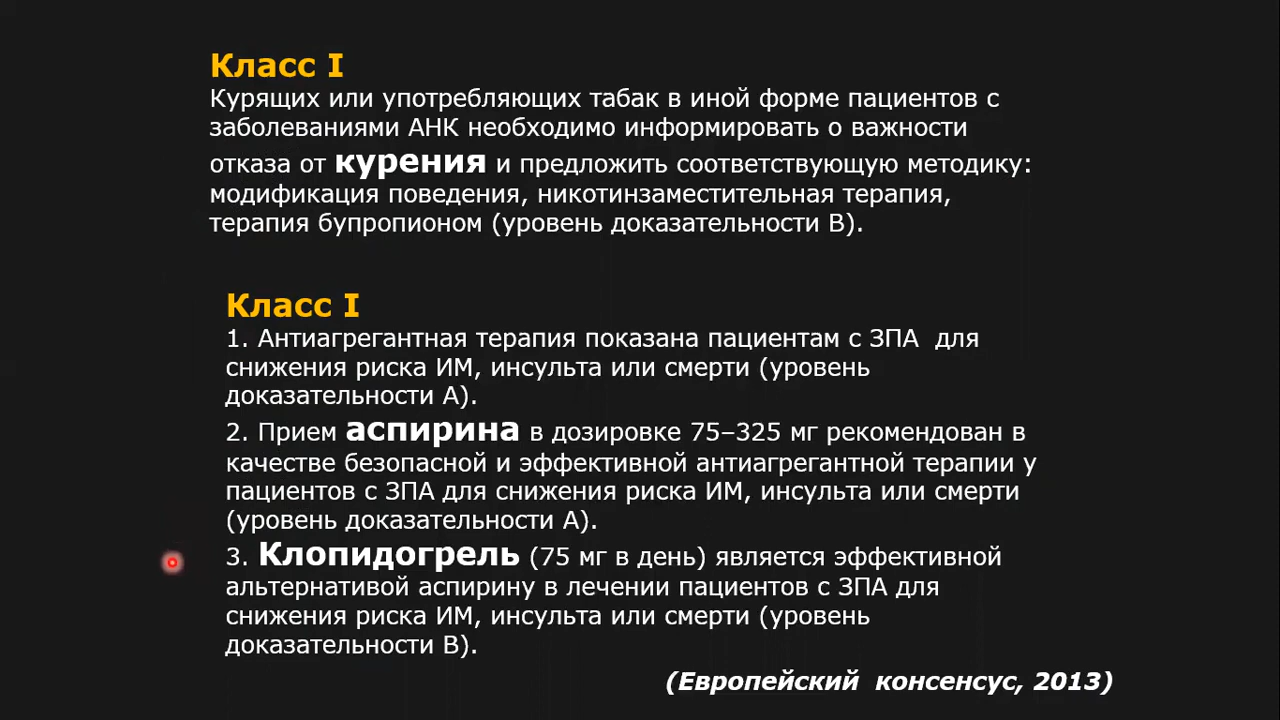 Класс I
Курящих или употребляющих табак в иной форме пациентов с
заболеваниями АНК необходимо информировать о важности
отказа от курения и предложить соответствующую методику:
модификация поведения, никотинзаместительная терапия,
терапия бупропионом (уровень доказательности В).
Класс I
1. Антиагрегантная терапия показана пациентам с ЗПА для
снижения риска ИМ, инсульта или смерти (уровень
доказательности А).
2. Прием аспирина в дозировке 75–325 мг рекомендован в
качестве безопасной и эффективной антиагрегантной терапии у
пациентов с ЗПА для снижения риска ИМ, инсульта или смерти
(уровень доказательности А).
3. Клопидогрель (75 мг в день) является эффективной
альтернативой аспирину в лечении пациентов с ЗПА для
снижения риска ИМ, инсульта или смерти (уровень
доказательности В).
(Европейский консенсус, 2013)